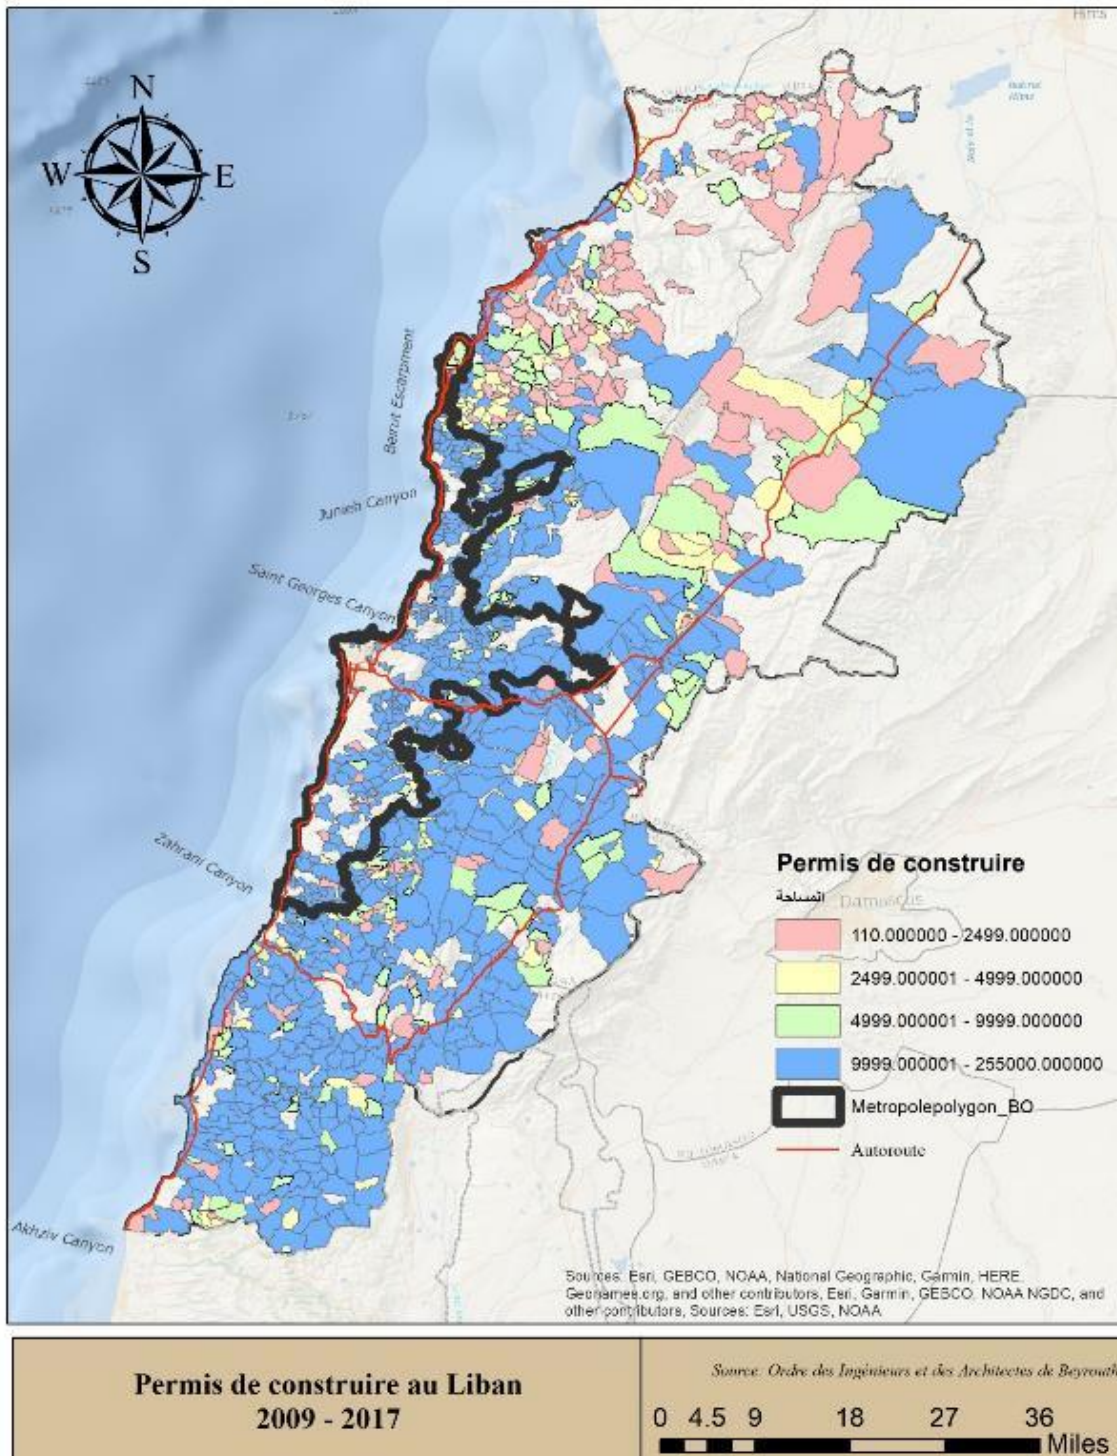 Hims
N
W
E
S
Beirut Escarpment
Junieh Canyon
Saint Georges Canyon
Zahrani Canyon
Akhziv Canyon
Damascus
Permis de construire
المساحة
110.000000 - 2499.000000
2499.000001 - 4999.000000
4999.000001 - 9999.000000
9999.000001 - 255000.000000
Metropolepolygon_BO
Autoroute
Sources: Esri, GEBCO, NOAA, National Geographic, Garmin, HERE,
Geonames.org, and other contributors, Esri, Garmin, GEBCO, NOAA NGDC, and
other contributors, Sources: Esri, USGS, NOAA
Permis de construire au Liban
2009 - 2017
Source: Ordre des Ingénieurs et des Architectes de Beyrouth
0 4.5 9 18 27 36
Miles